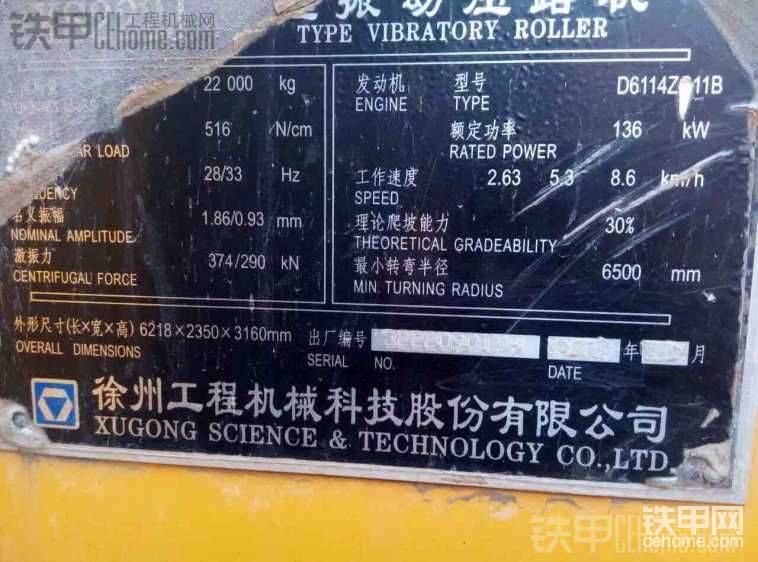 铁甲 工程机械网
CEhome.com
振动压路机
TYPE VIBRATORY ROLLER
22 000 kg
516 N/cm
LOAD
28/33 Hz
名义振幅
NOMINAL AMPLITUDE
1.86/0.93 mm
激振力
CENTRIFUGAL FORCE
374/290 kN
发动机 型号
ENGINE TYPE
额定功率 136 kW
RATED POWER
工作速度 2.63 5.3 8.6 km/h
SPEED
理论爬坡能力 30%
THEORETICAL GRADEABILITY
最小转弯半径 6500 mm
MIN. TURNING RADIUS
外形尺寸(长×宽×高) 6218×2350×3160mm
OVERALL DIMENSIONS
出厂编号 年 月
SERIAL NO. DATE
徐州工程机械科技股份有限公司
XUGONG SCIENCE & TECHNOLOGY CO.,LTD.
铁甲网
cehome.com
铁甲